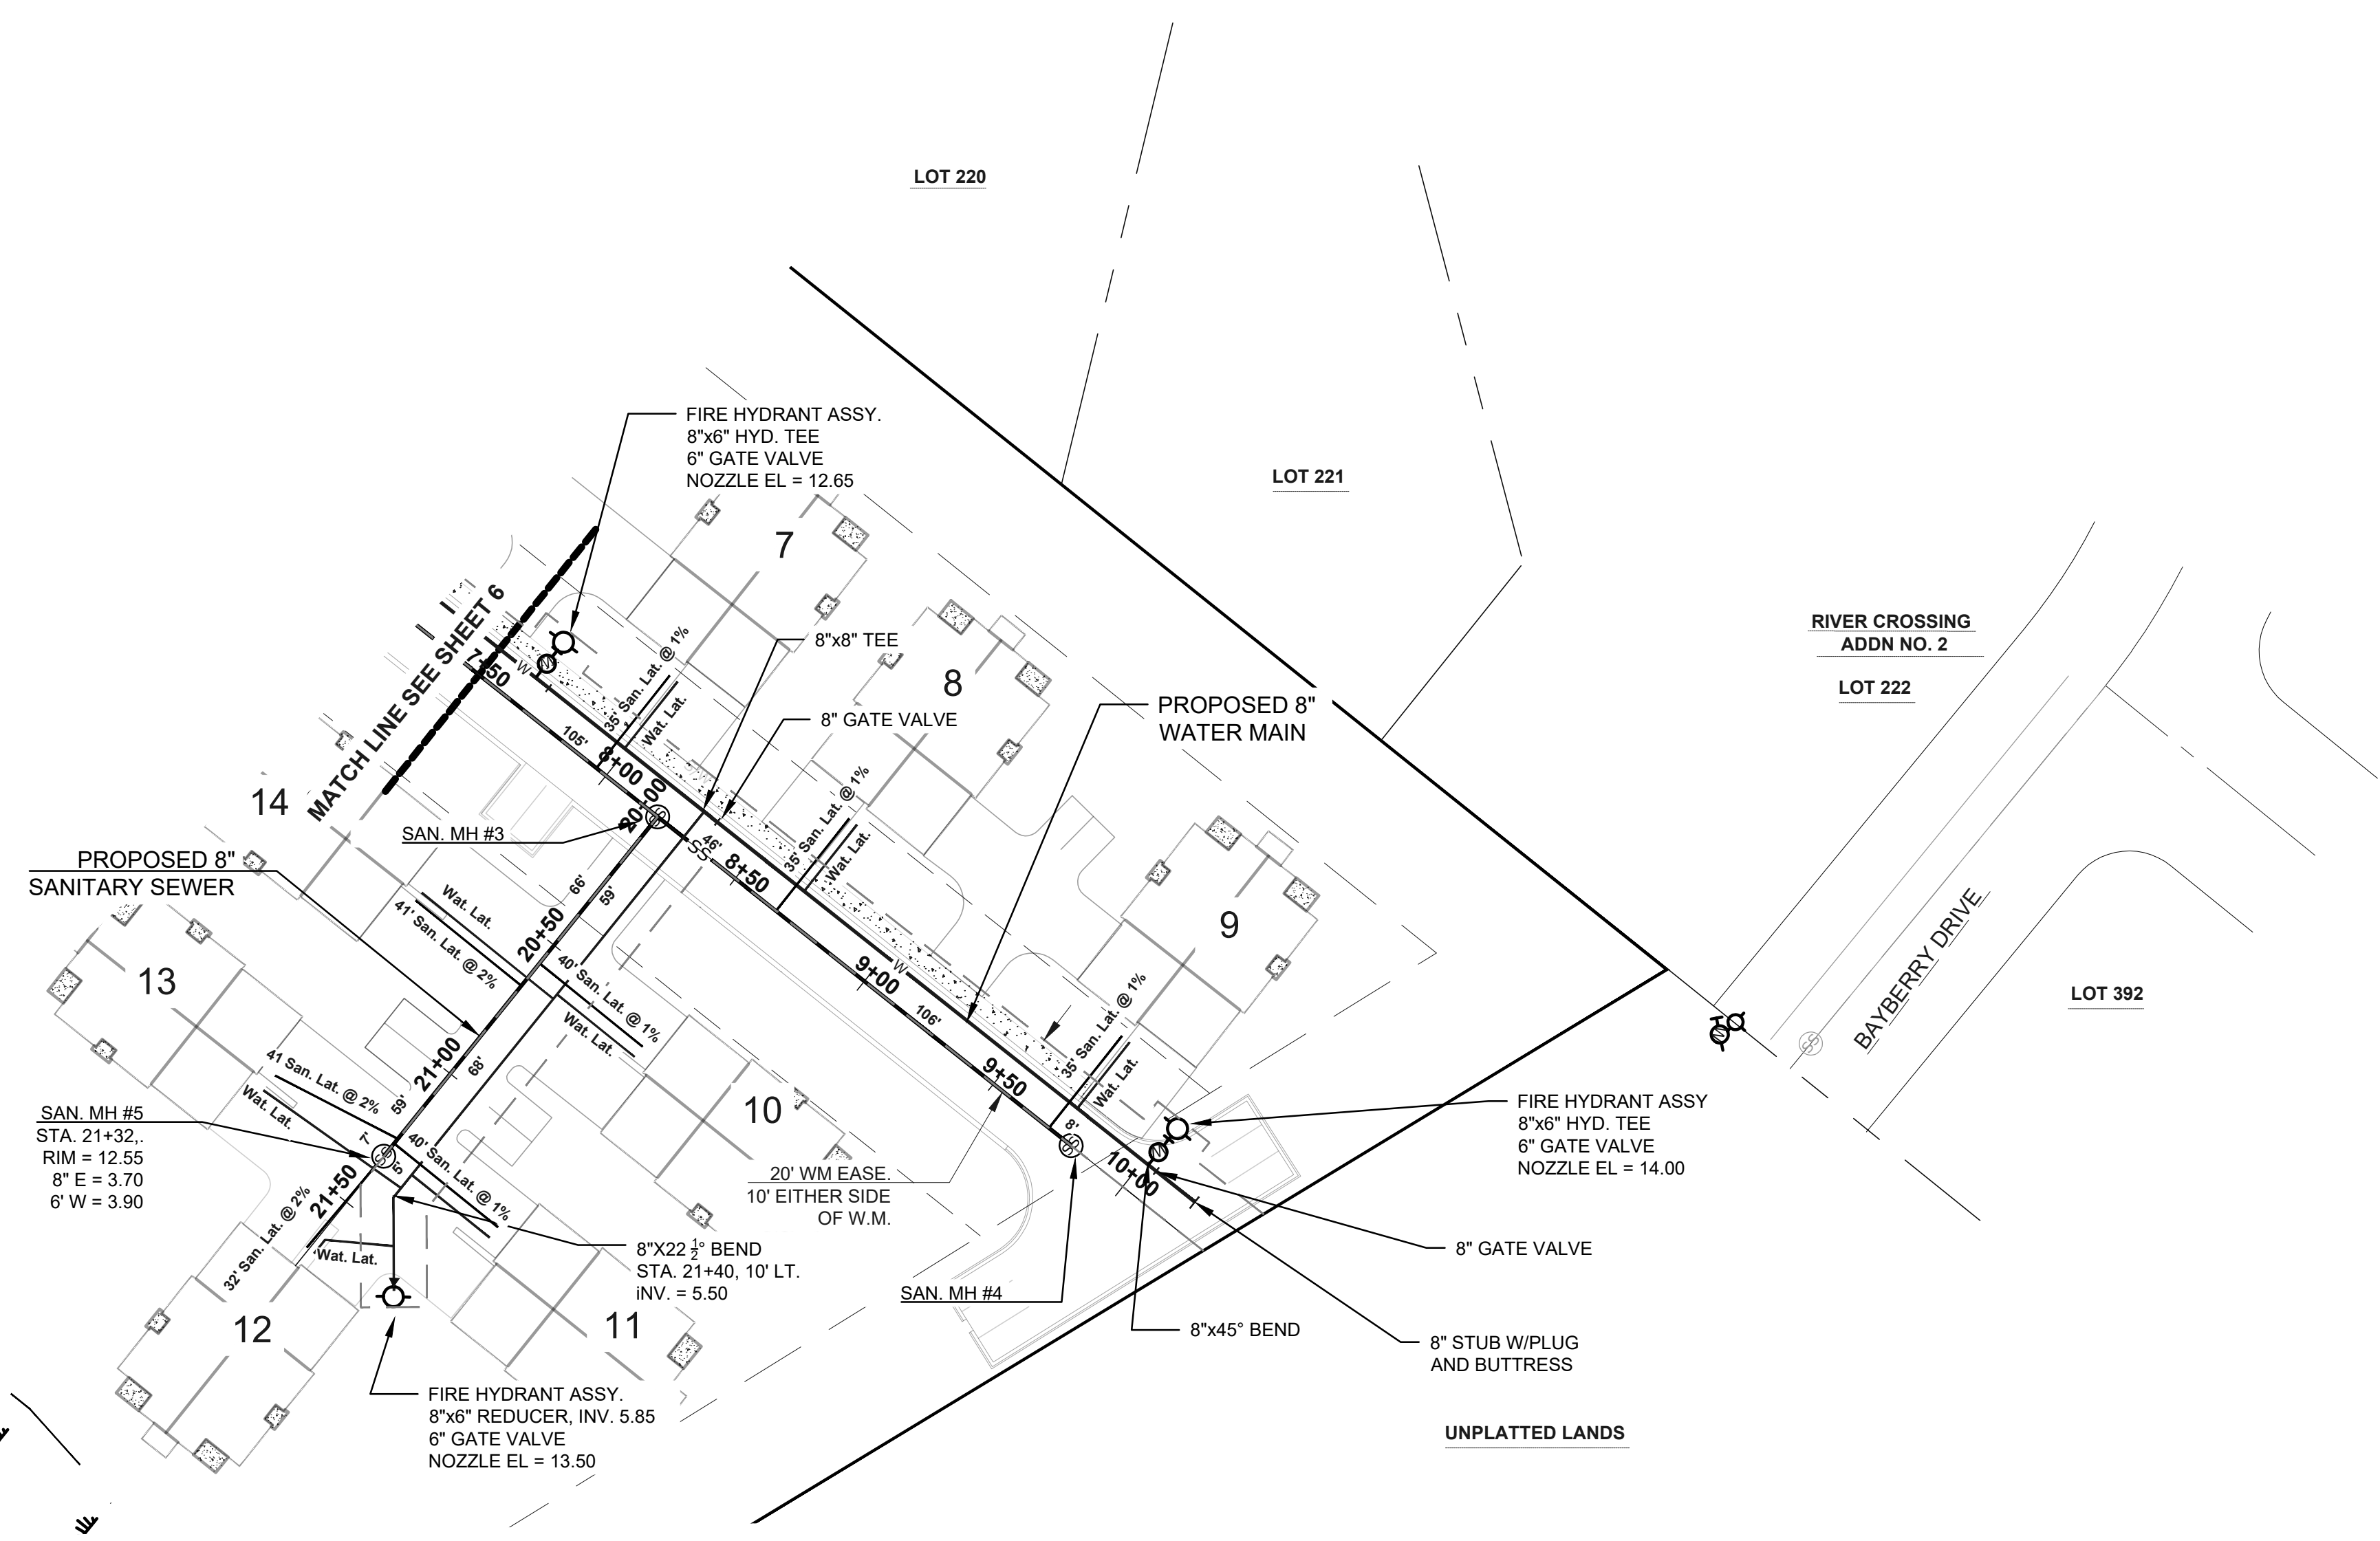 LOT 220
FIRE HYDRANT ASSY.
8"x6" HYD. TEE
6" GATE VALVE
NOZZLE EL = 12.65
LOT 221
7
MATCH LINE SEE SHEET 6
7+50
W
35' San. Lat. @ 1%
Wat. Lat.
8"x8" TEE
8
RIVER CROSSING
ADDN NO. 2
LOT 222
8" GATE VALVE
PROPOSED 8"
WATER MAIN
105'
8+00
20+00
14
SAN. MH #3
SS
46'
SS
8+50
35' San. Lat. @ 1%
Wat. Lat.
PROPOSED 8"
SANITARY SEWER
66'
59'
Wat. Lat.
41' San. Lat. @ 2%
20+50
9
BAYBERRY DRIVE
W
9+00
40' San. Lat. @ 1%
Wat. Lat.
13
LOT 392
106'
35' San. Lat. @ 1%
Wat. Lat.
W
SS
21+00
68'
59'
41 San. Lat. @ 2%
Wat. Lat.
9+50
10
SAN. MH #5
STA. 21+32,.
RIM = 12.55
8" E = 3.70
6' W = 3.90
7'
SS
5'
40' San. Lat. @ 1%
8'
SS
W
10+00
FIRE HYDRANT ASSY
8"x6" HYD. TEE
6" GATE VALVE
NOZZLE EL = 14.00
20' WM EASE.
10' EITHER SIDE
OF W.M.
21+50
32' San. Lat. @ 2%
Wat. Lat.
8"X22 1/2° BEND
STA. 21+40, 10' LT.
iNV. = 5.50
8" GATE VALVE
SAN. MH #4
12
11
8"x45° BEND
8" STUB W/PLUG
AND BUTTRESS
FIRE HYDRANT ASSY.
8"x6" REDUCER, INV. 5.85
6" GATE VALVE
NOZZLE EL = 13.50
UNPLATTED LANDS